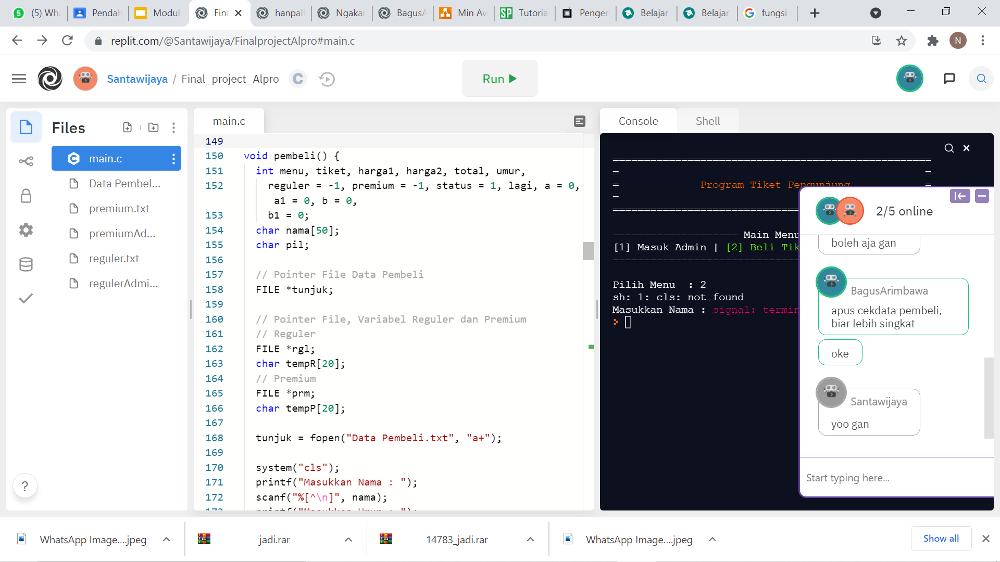 (5) Wha
Pendah
Modul
Fina
hanpall
Ngakar
BagusA
Min Av
Tutoria
Penger
Belajar
Belajar
fungsi
replit.com/@Santawijaya/FinalprojectAlpro#main.c
N
Santawijaya / Final_project_Alpro
C
Run
Files
main.c
Data Pembel...
premium.txt
premiumAd...
reguler.txt
regulerAdmi...
?
main.c
149
150 void pembeli() {
151 int menu, tiket, harga1, harga2, total, umur,
152 reguler = -1, premium = -1, status = 1, lagi, a = 0,
a1 = 0, b = 0,
153 b1 = 0;
154 char nama[50];
155 char pil;
156
157 // Pointer File Data Pembeli
158 FILE *tunjuk;
159
160 // Pointer File, Variabel Reguler dan Premium
161 // Reguler
162 FILE *rgl;
163 char tempR[20];
164 // Premium
165 FILE *prm;
166 char tempP[20];
167
168 tunjuk = fopen("Data Pembeli.txt", "a+");
169
170 system("cls");
171 printf("Masukkan Nama : ");
172 scanf("%[^\n]", nama);
173 printf("Masukkan Umur : ");
Console
Shell
===================================================
= =
= Program Tiket Pengunjung =
=
==============================
-------------------- Main Menu
[1] Masuk Admin | [2] Beli Tik
------------------------------
Pilih Menu : 2
sh: 1: cls: not found
Masukkan Nama : signal: termin
2/5 online
boleh aja gan
BagusArimbawa
apus cekdata pembeli,
biar lebih singkat
oke
Santawijaya
yoo gan
Start typing here...
WhatsApp Image....jpeg
jadi.rar
14783_jadi.rar
WhatsApp Image....jpeg
Show all